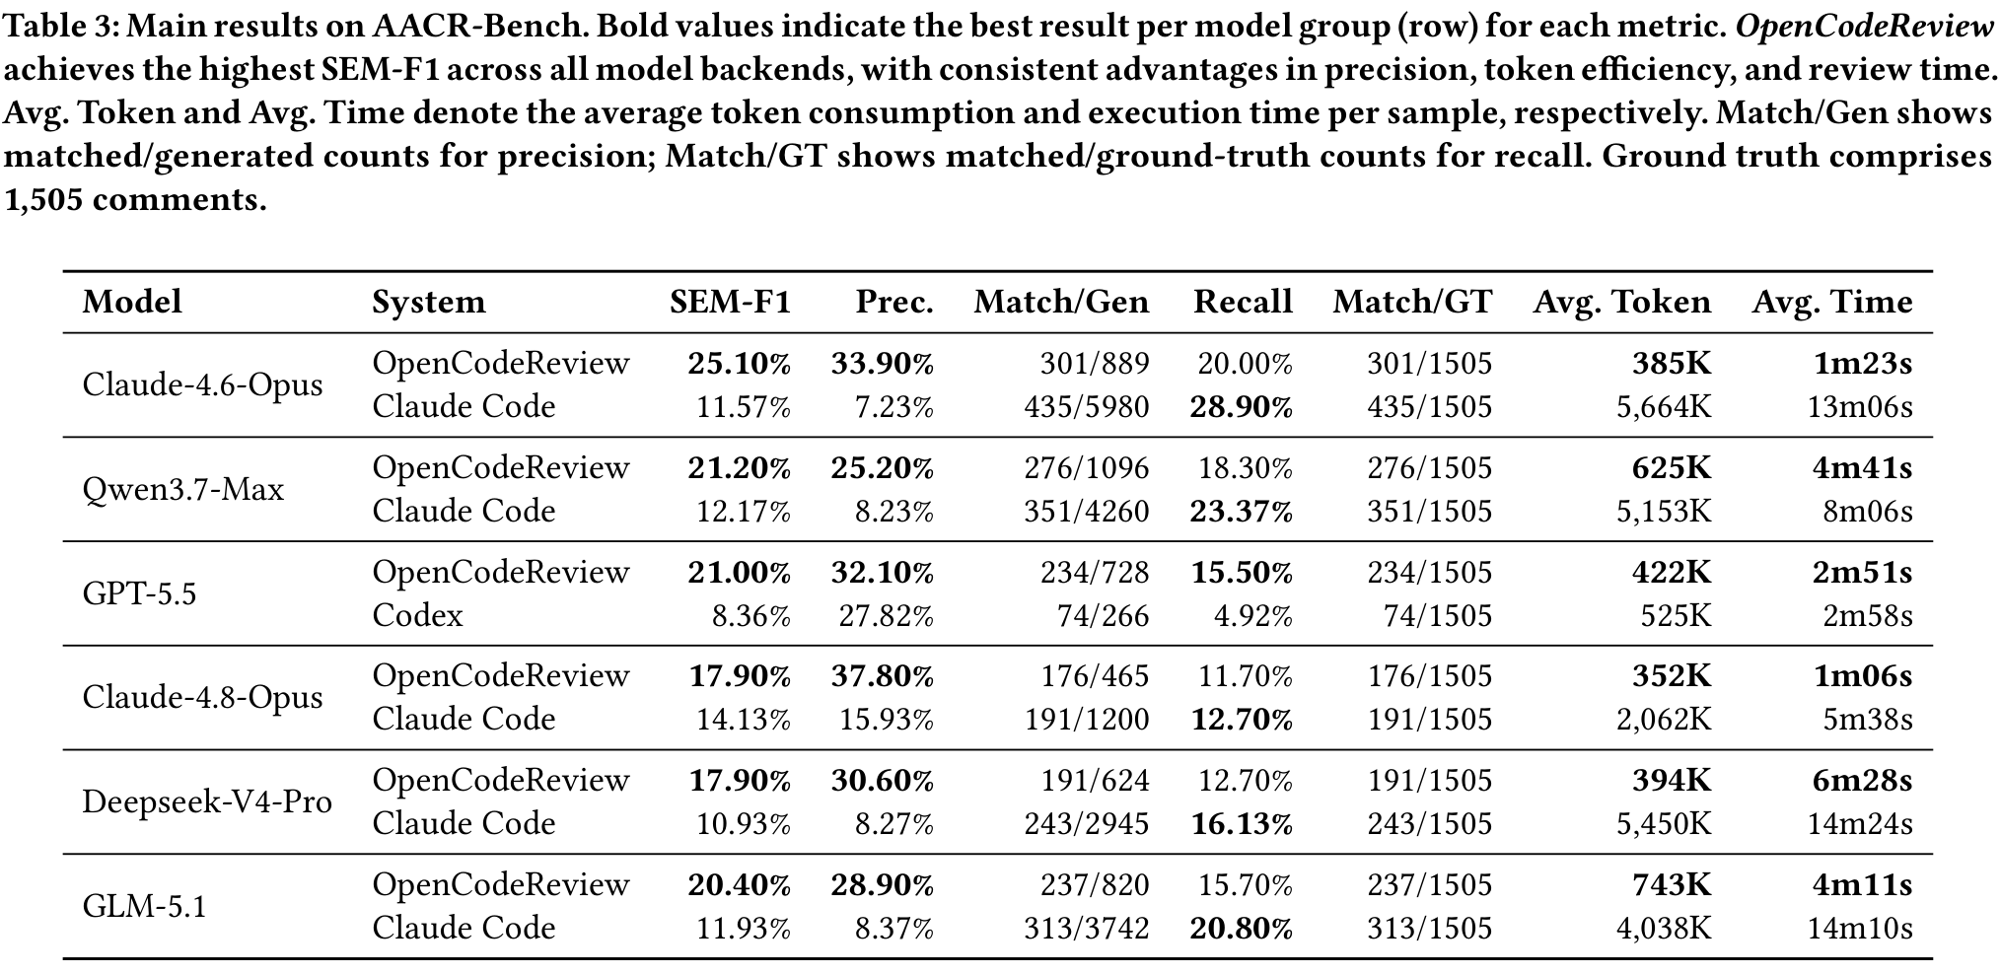 Table 3: Main results on AACR-Bench. Bold values indicate the best result per model group (row) for each metric. OpenCodeReview
achieves the highest SEM-F1 across all model backends, with consistent advantages in precision, token efficiency, and review time.
Avg. Token and Avg. Time denote the average token consumption and execution time per sample, respectively. Match/Gen shows
matched/generated counts for precision; Match/GT shows matched/ground-truth counts for recall. Ground truth comprises
1,505 comments.
Model System SEM-F1 Prec. Match/Gen Recall Match/GT Avg. Token Avg. Time
Claude-4.6-Opus
OpenCodeReview 25.10% 33.90% 301/889 20.00% 301/1505 385K 1m23s
Claude Code 11.57% 7.23% 435/5980 28.90% 435/1505 5,664K 13m06s
Qwen3.7-Max
OpenCodeReview 21.20% 25.20% 276/1096 18.30% 276/1505 625K 4m41s
Claude Code 12.17% 8.23% 351/4260 23.37% 351/1505 5,153K 8m06s
GPT-5.5
OpenCodeReview 21.00% 32.10% 234/728 15.50% 234/1505 422K 2m51s
Codex 8.36% 27.82% 74/266 4.92% 74/1505 525K 2m58s
Claude-4.8-Opus
OpenCodeReview 17.90% 37.80% 176/465 11.70% 176/1505 352K 1m06s
Claude Code 14.13% 15.93% 191/1200 12.70% 191/1505 2,062K 5m38s
Deepseek-V4-Pro
OpenCodeReview 17.90% 30.60% 191/624 12.70% 191/1505 394K 6m28s
Claude Code 10.93% 8.27% 243/2945 16.13% 243/1505 5,450K 14m24s
GLM-5.1
OpenCodeReview 20.40% 28.90% 237/820 15.70% 237/1505 743K 4m11s
Claude Code 11.93% 8.37% 313/3742 20.80% 313/1505 4,038K 14m10s